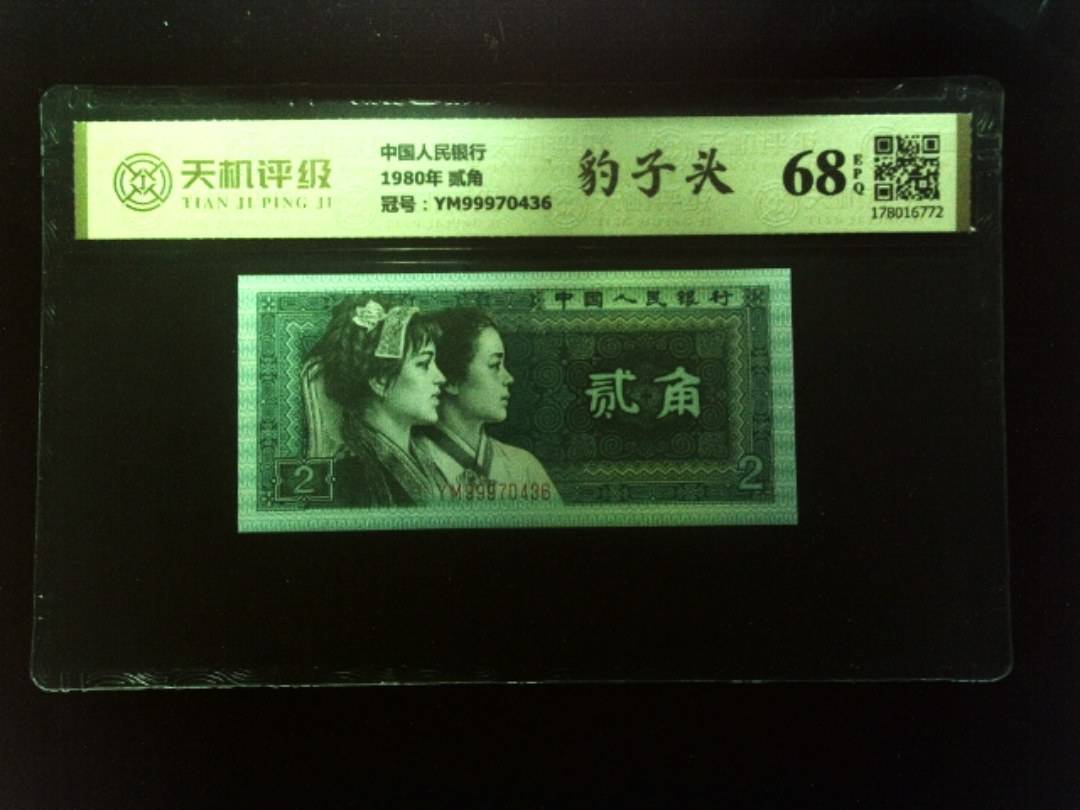 天机评级
TIAN JI PING JI
中国人民银行
1980年 贰角
冠号：YM99970436
豹子头
68
EPQ
178016772
中国人民银行
贰角
2
2
YM99970436